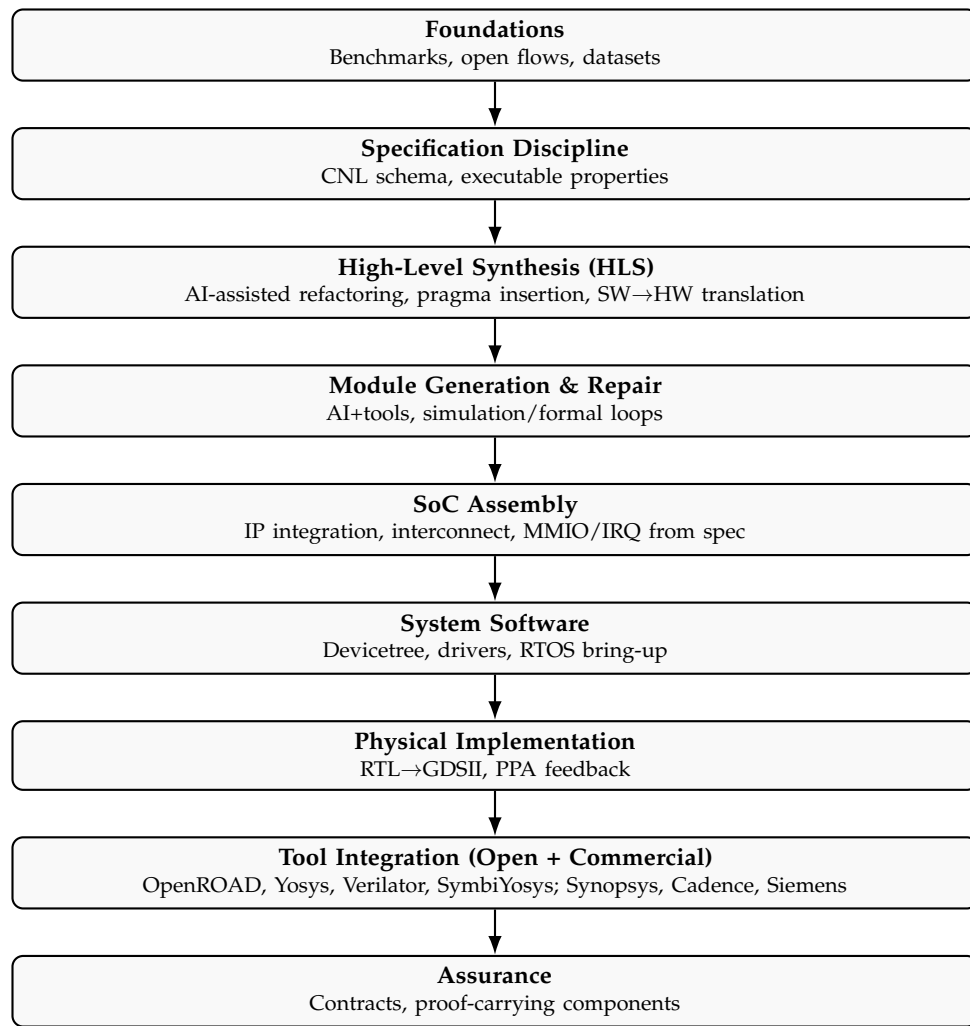 Foundations
Benchmarks, open flows, datasets
Specification Discipline
CNL schema, executable properties
High-Level Synthesis (HLS)
AI-assisted refactoring, pragma insertion, SW→HW translation
Module Generation & Repair
AI+tools, simulation/formal loops
SoC Assembly
IP integration, interconnect, MMIO/IRQ from spec
System Software
Devicetree, drivers, RTOS bring-up
Physical Implementation
RTL→GDSII, PPA feedback
Tool Integration (Open + Commercial)
OpenROAD, Yosys, Verilator, SymbiYosys; Synopsys, Cadence, Siemens
Assurance
Contracts, proof-carrying components